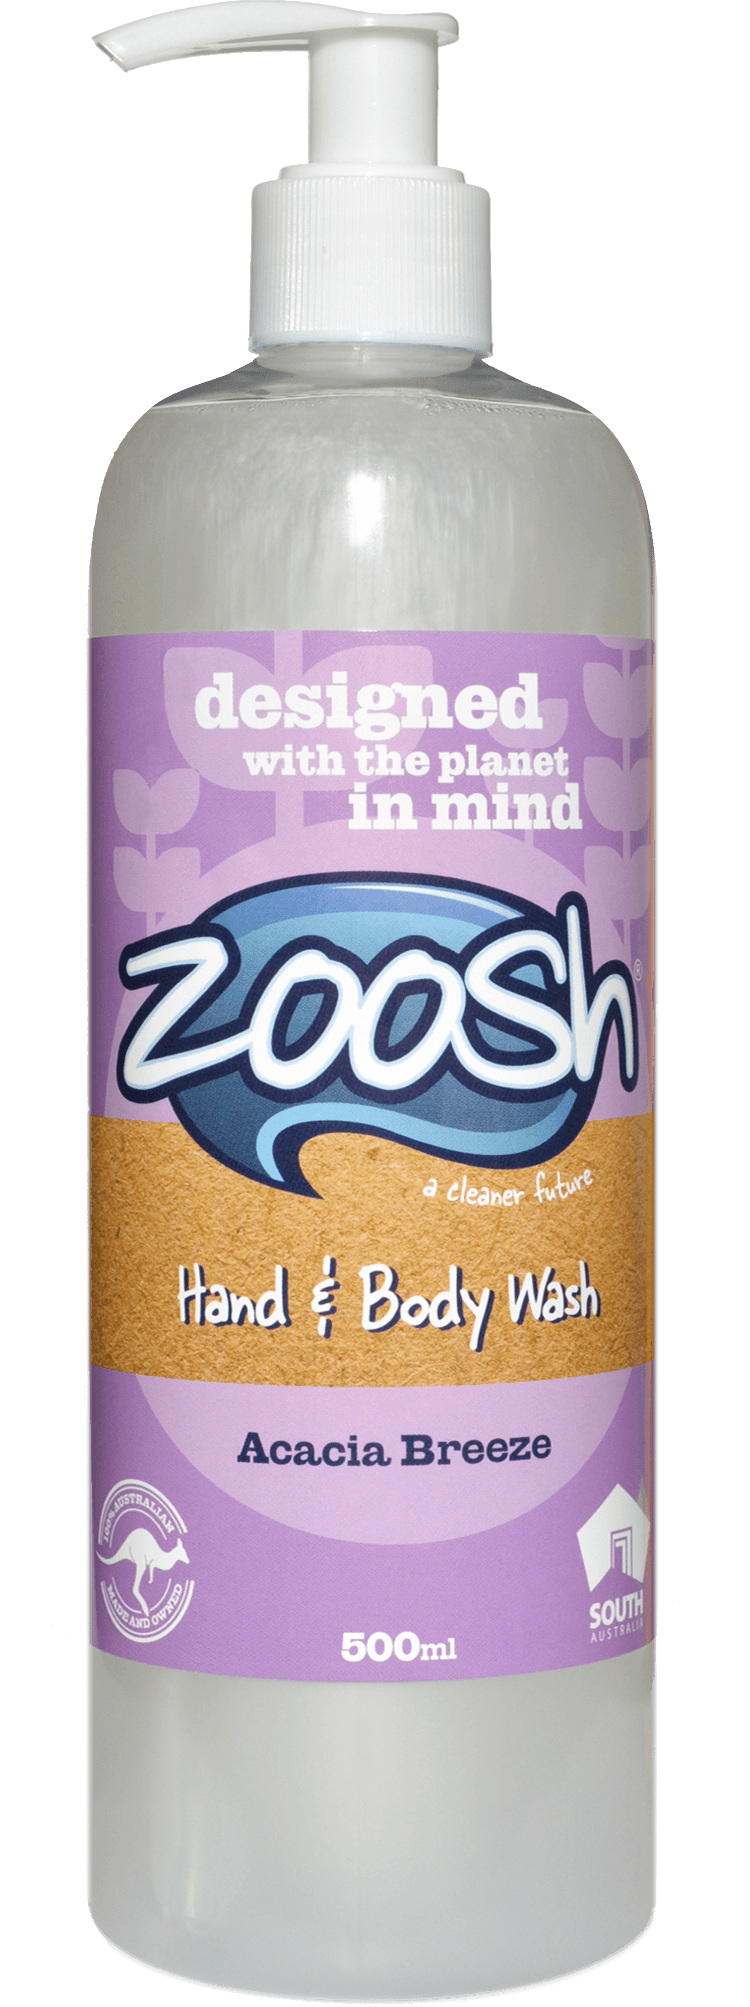 designed
with the planet
in mind
zoosh®
a cleaner future
Hand & Body Wash
Acacia Breeze
100% AUSTRALIAN
MADE AND OWNED
SOUTH
AUSTRALIA
500ml